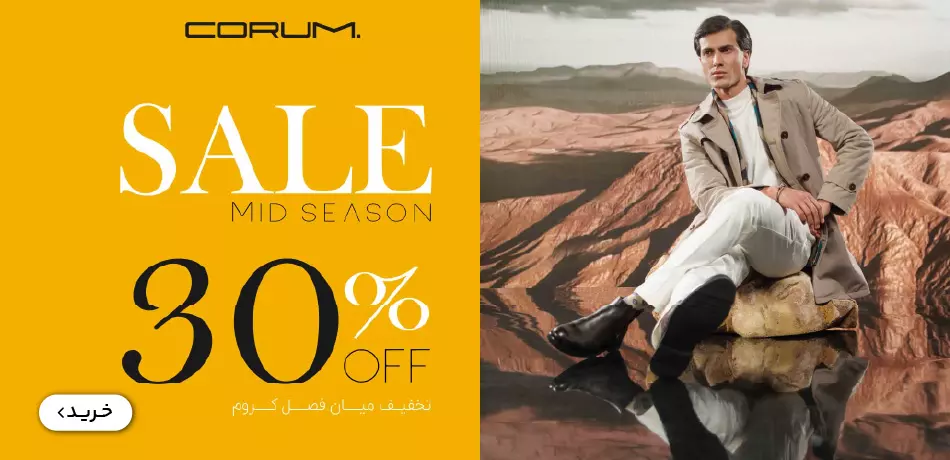 CORUM.
SALE
MID SEASON
30%
OFF
تخفیف میان فصل کروم
خرید